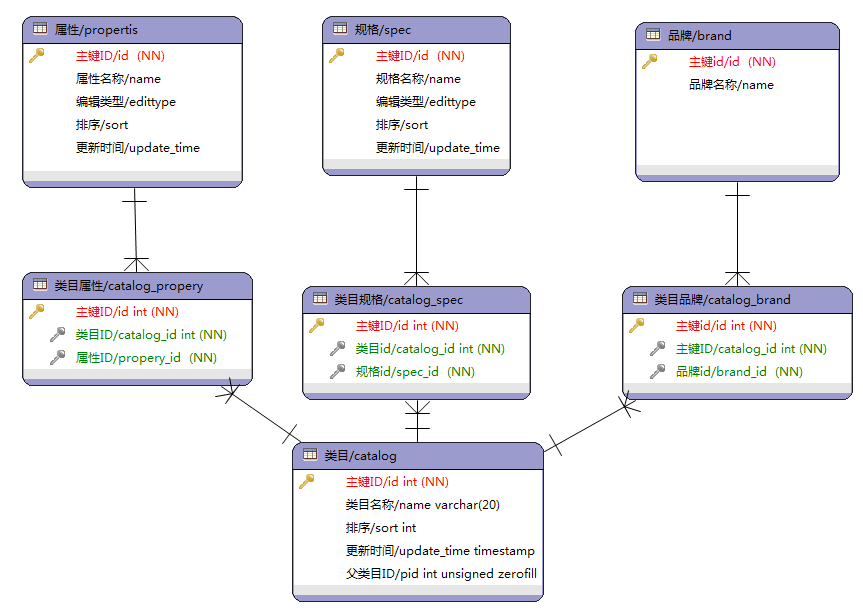 属性/propertis
主键ID/id（NN）
属性名称/name
编辑类型/edittype
排序/sort
更新时间/update_time
规格/spec
主键ID/id（NN）
规格名称/name
编辑类型/edittype
排序/sort
更新时间/update_time
品牌/brand
主键id/id（NN）
品牌名称/name
类目属性/catalog_propery
主键ID/id int (NN)
类目ID/catalog_id int (NN)
属性ID/propery_id（NN）
类目规格/catalog_spec
主键ID/id int (NN)
类目id/catalog_id int (NN)
规格id/spec_id（NN）
类目品牌/catalog_brand
主键id/id int (NN)
主键ID/catalog_id int (NN)
品牌id/brand_id（NN）
类目/catalog
主键ID/id int (NN)
类目名称/name varchar(20)
排序/sort int
更新时间/update_time timestamp
父类目ID/pid int unsigned zerofill